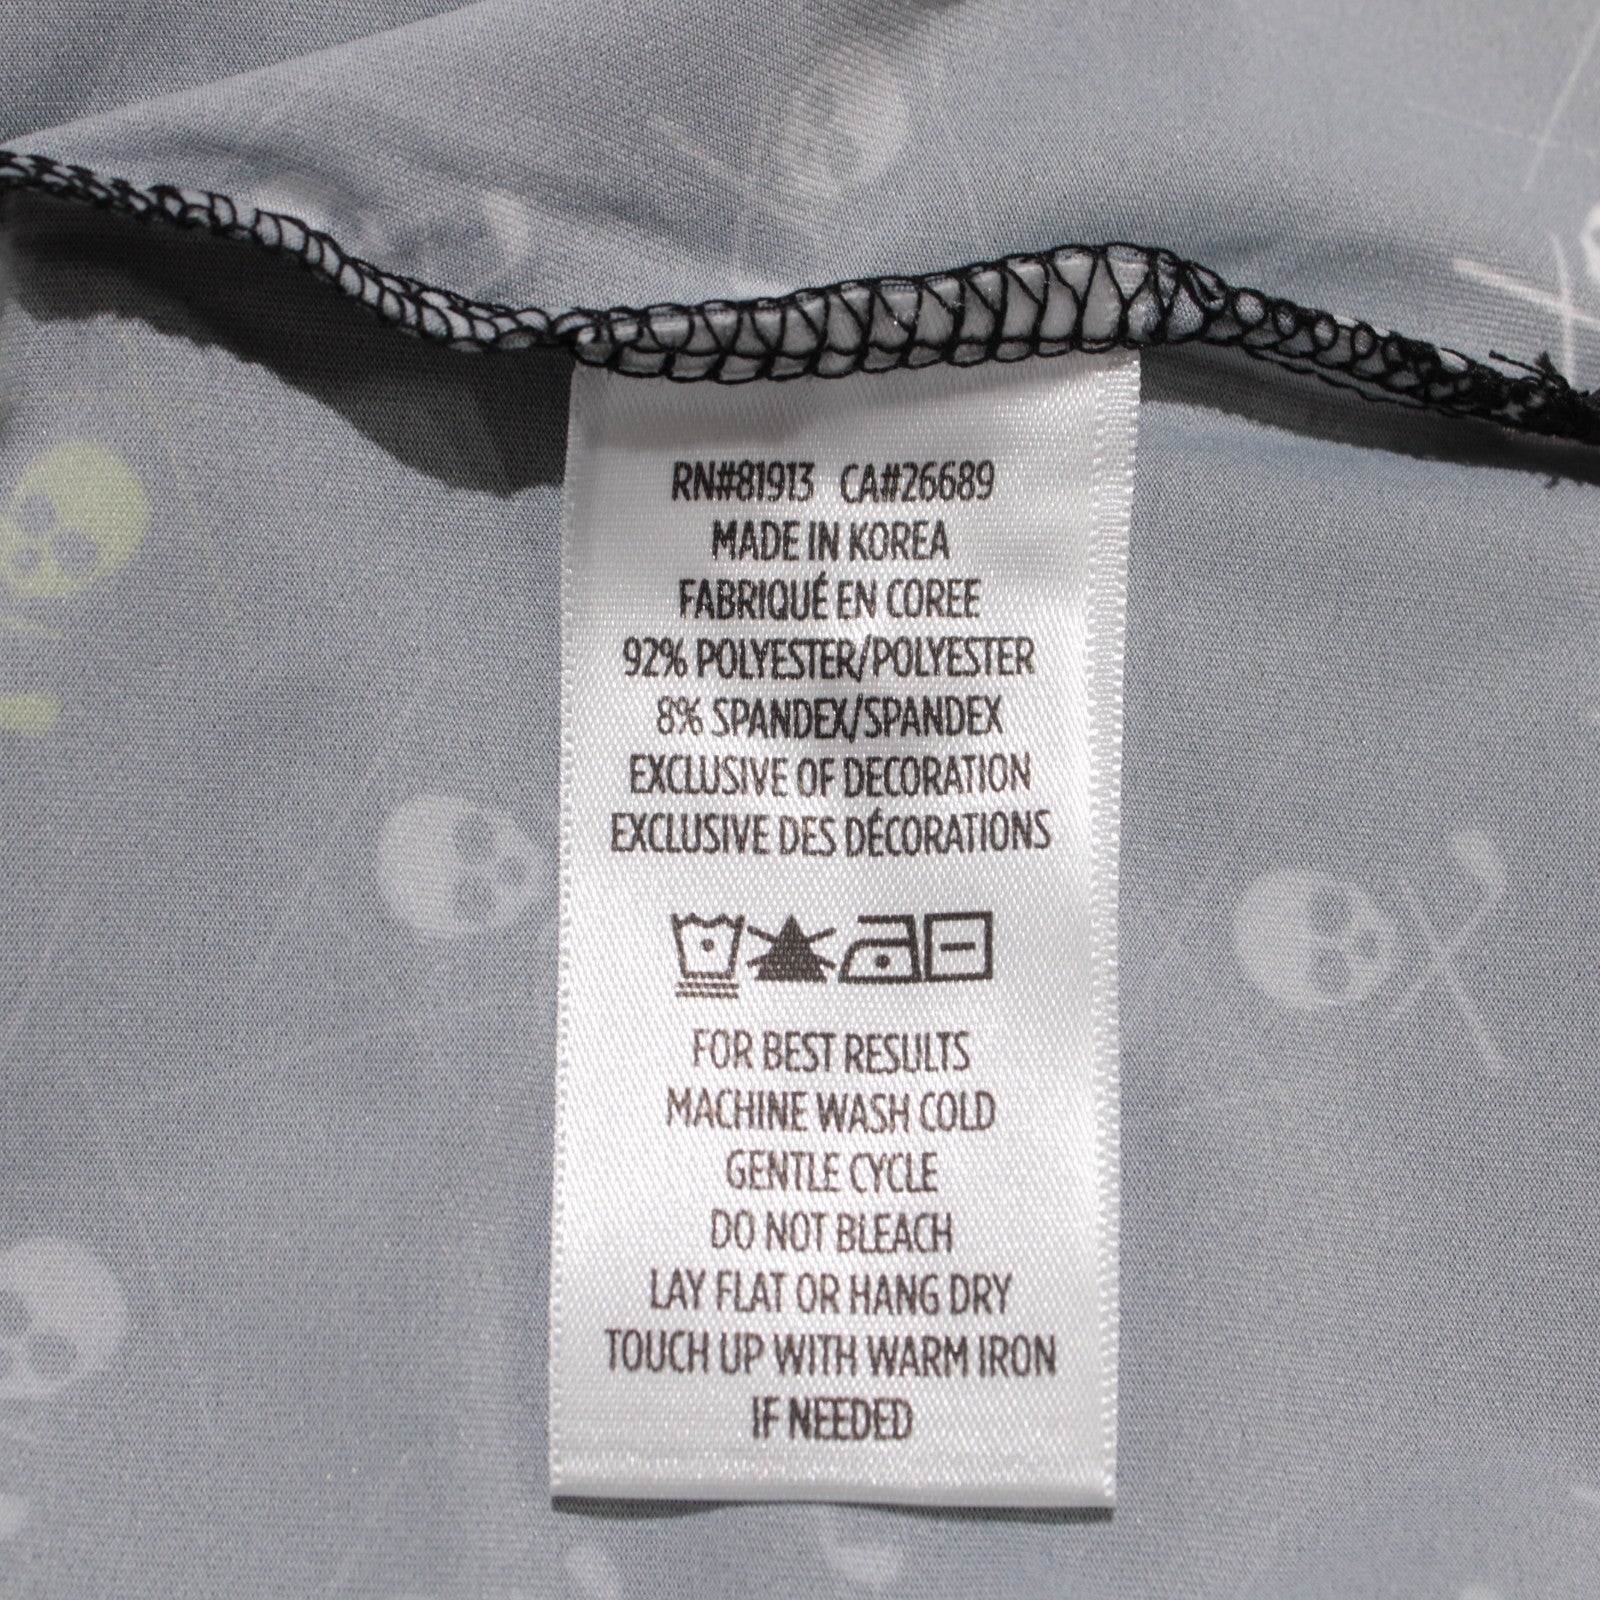 RN#81913 CA#26689
MADE IN KOREA
FABRIQUÉ EN COREE
92% POLYESTER/POLYESTER
8% SPANDEX/SPANDEX
EXCLUSIVE OF DECORATION
EXCLUSIVE DES DÉCORATIONS
FOR BEST RESULTS
MACHINE WASH COLD
GENTLE CYCLE
DO NOT BLEACH
LAY FLAT OR HANG DRY
TOUCH UP WITH WARM IRON
IF NEEDED